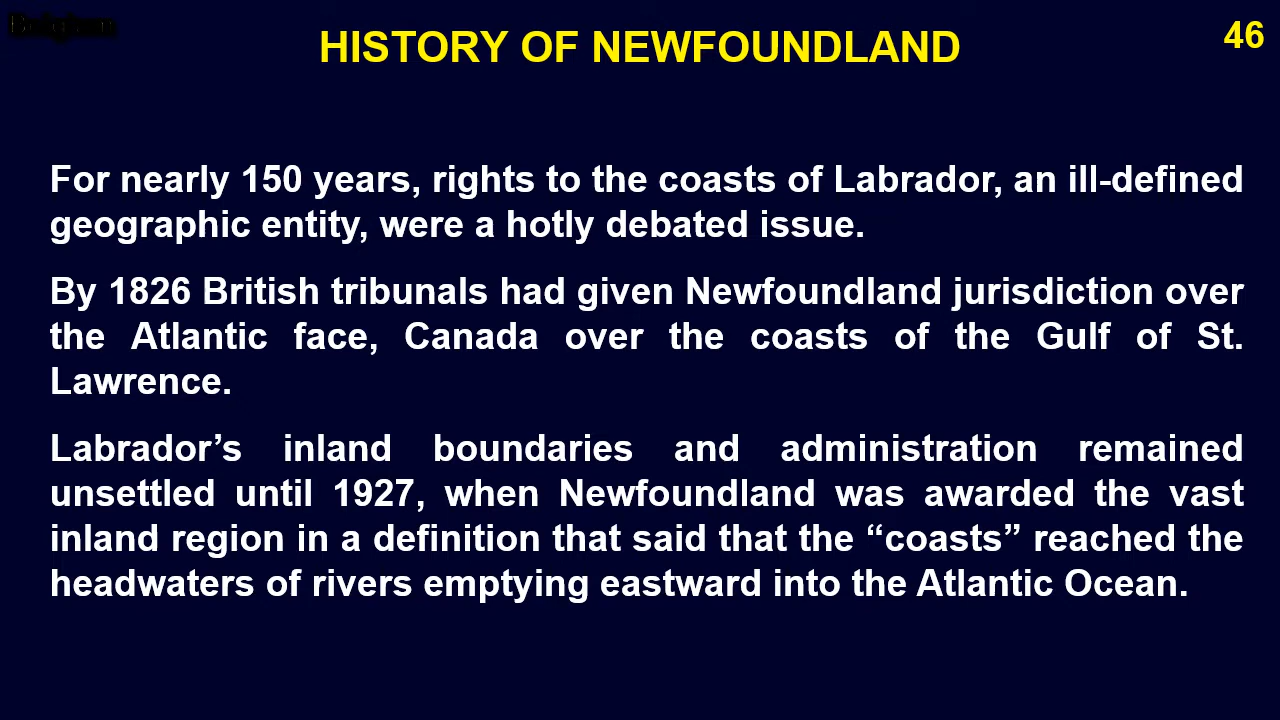 HISTORY OF NEWFOUNDLAND
46
For nearly 150 years, rights to the coasts of Labrador, an ill-defined
geographic entity, were a hotly debated issue.
By 1826 British tribunals had given Newfoundland jurisdiction over
the Atlantic face, Canada over the coasts of the Gulf of St.
Lawrence.
Labrador’s inland boundaries and administration remained
unsettled until 1927, when Newfoundland was awarded the vast
inland region in a definition that said that the “coasts” reached the
headwaters of rivers emptying eastward into the Atlantic Ocean.